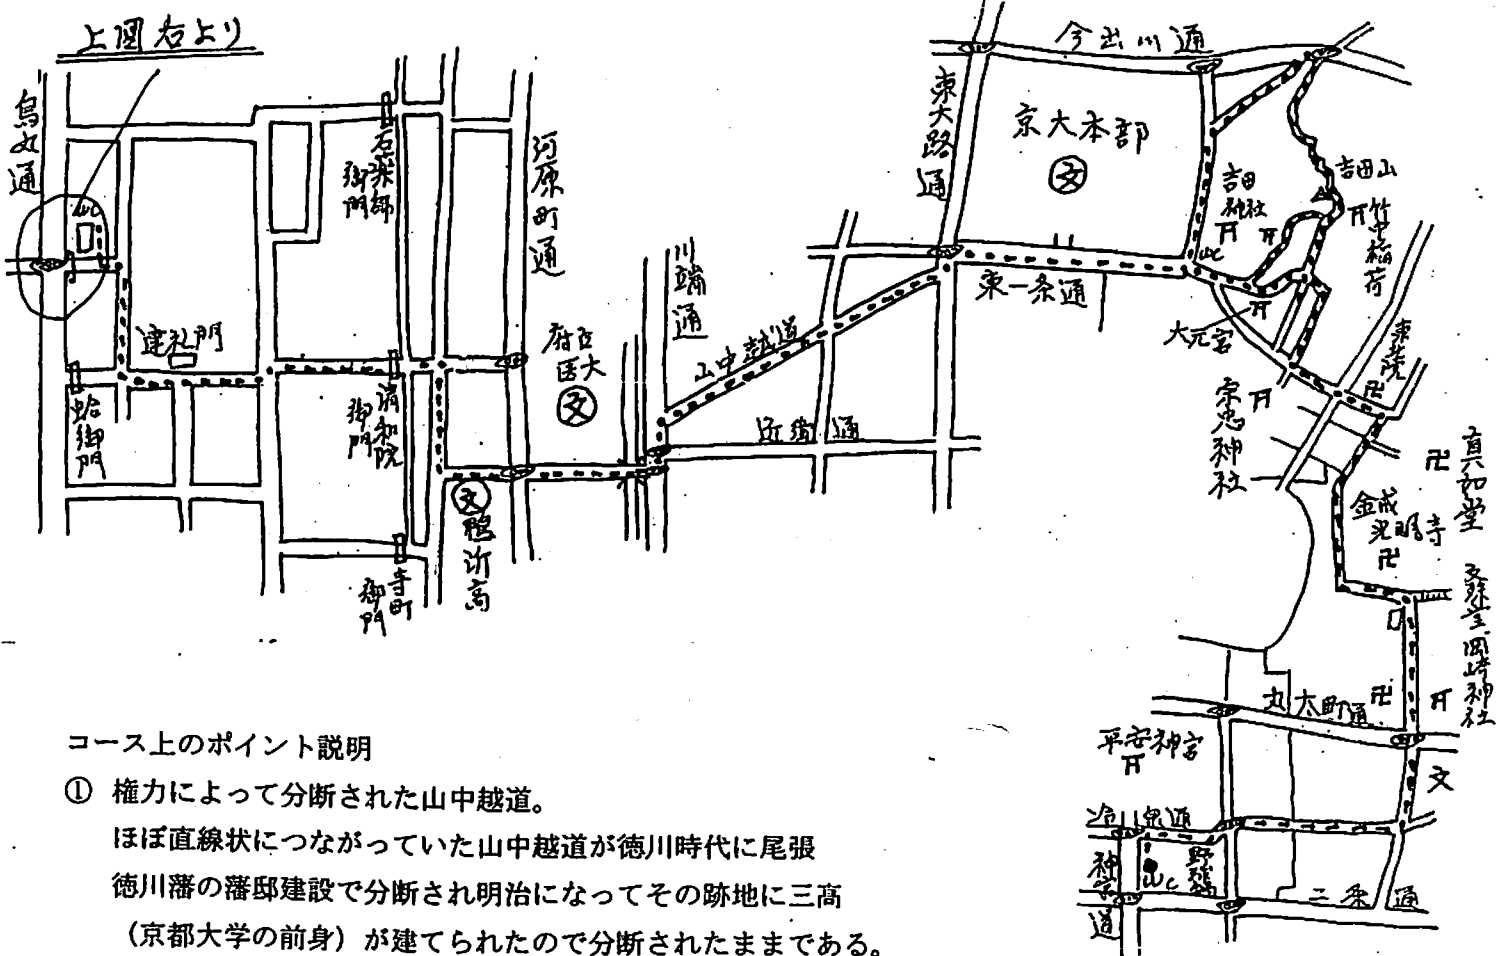 上図右より
烏丸通
WC
建礼門
蛤御門
石薬師
御門
清和院
御門
寺町
御門
河原町通
府立
医大
文
文
鴨沂高
川端通
山中越道
近衛通
東大路通
今出川通
京大本部
文
東一条通
吉田
神社
吉田山
竹中稲荷
WC
大元宮
宗忠神社
東北院
真如堂
金戒
光明寺
岡崎神社
丸太町通
平安神宮
文
冷泉通
神宮道
WC
二条通
コース上のポイント説明
① 権力によって分断された山中越道。
ほぼ直線状につながっていた山中越道が徳川時代に尾張
徳川藩の藩邸建設で分断され明治になってその跡地に三高
（京都大学の前身）が建てられたので分断されたままである。